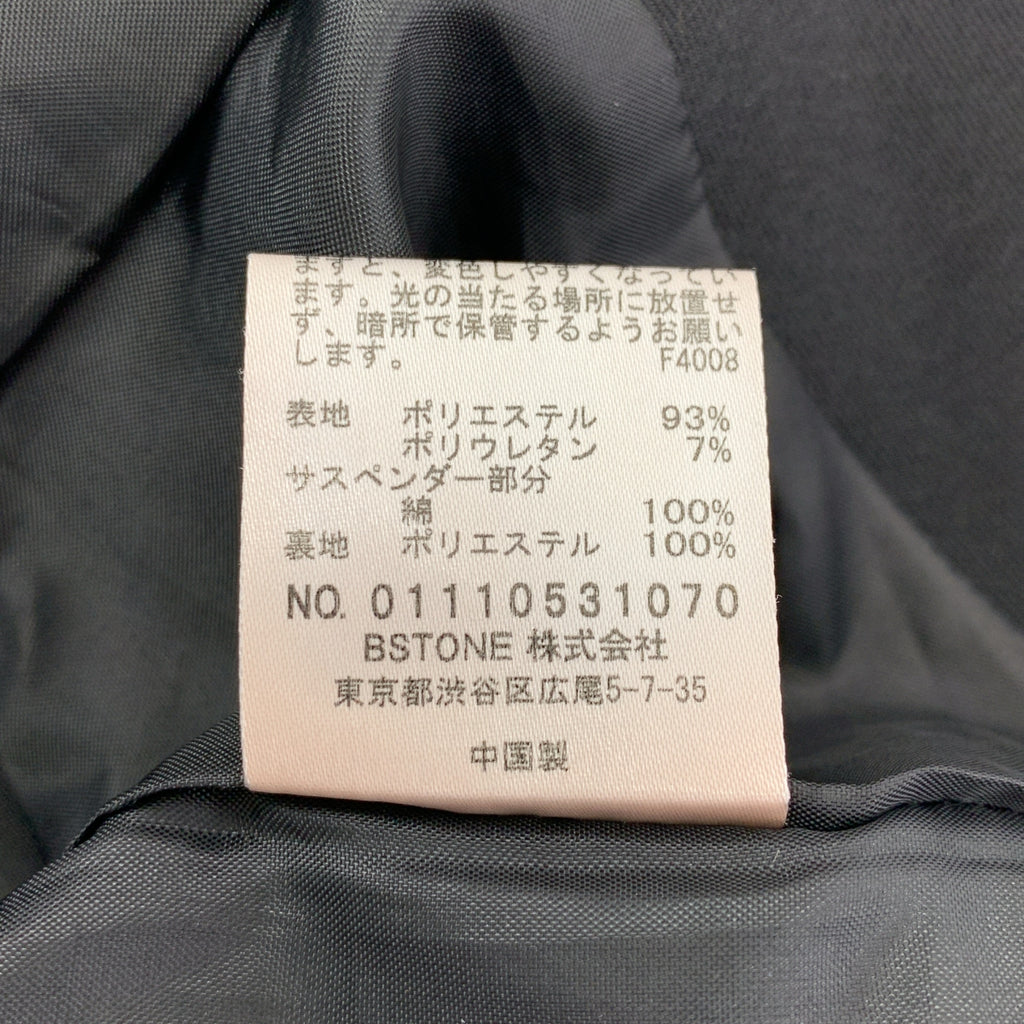 ますと、変色しやすくなってい
ます。光の当たる場所に放置せ
ず、暗所で保管するようお願い
します。 F4008
表地 ポリエステル 93%
ポリウレタン 7%
サスペンダー部分
綿 100%
裏地 ポリエステル 100%
NO. 01110531070
BSTONE 株式会社
東京都渋谷区広尾5-7-35
中国製